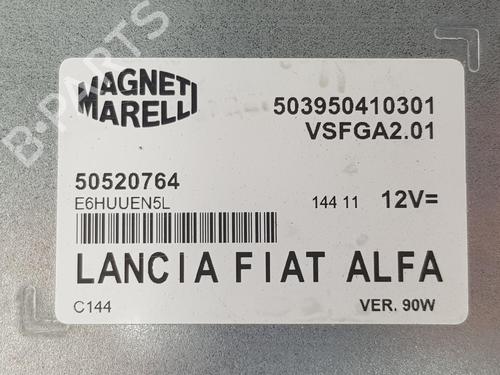 MAGNETI
MARELLI
503950410301
VSFGA2.01
50520764
E6HUUEN5L
144 11
12V=
LANCIA FIAT ALFA
C144
VER. 90W
B-PARTS